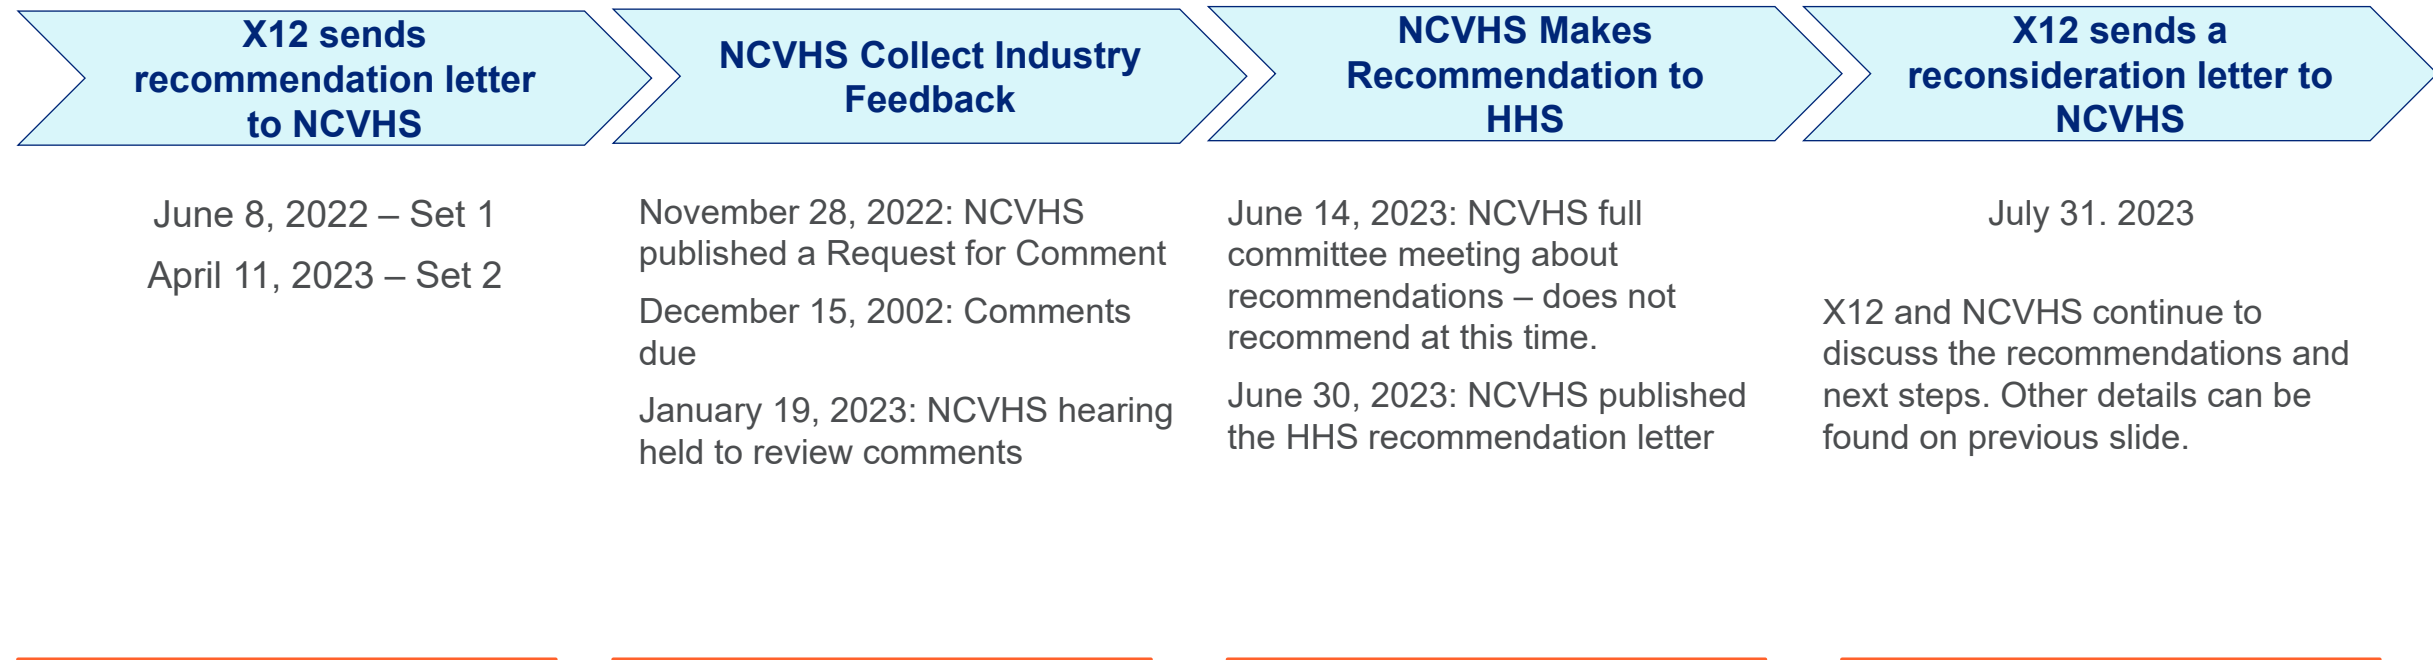 X12 sends
recommendation letter
to NCVHS
NCVHS Collect Industry
Feedback
NCVHS Makes
Recommendation to
HHS
X12 sends a
reconsideration letter to
NCVHS
June 8, 2022 – Set 1
April 11, 2023 – Set 2
November 28, 2022: NCVHS
published a Request for Comment
December 15, 2002: Comments
due
January 19, 2023: NCVHS hearing
held to review comments
June 14, 2023: NCVHS full
committee meeting about
recommendations – does not
recommend at this time.
June 30, 2023: NCVHS published
the HHS recommendation letter
July 31. 2023
X12 and NCVHS continue to
discuss the recommendations and
next steps. Other details can be
found on previous slide.